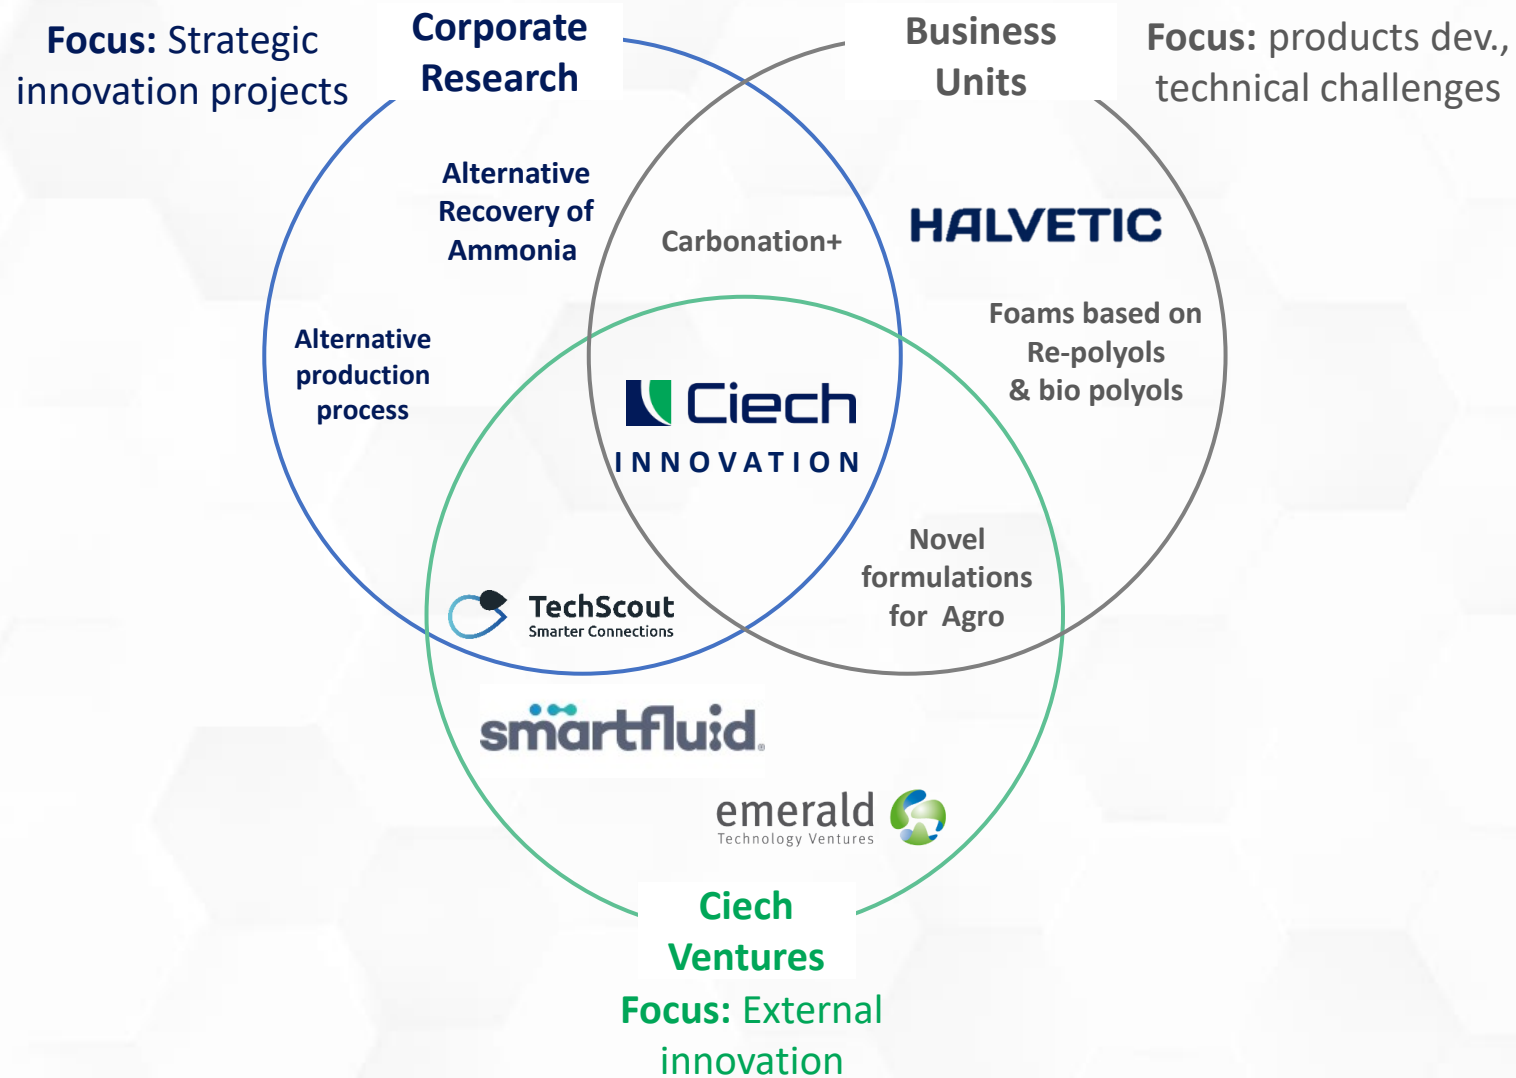 Focus: Strategic
innovation projects
Corporate
Research
Business
Units
Focus: products dev.,
technical challenges
Alternative
Recovery of
Ammonia
Carbonation+
HALVETIC
Alternative
production
process
Foams based on
Re-polyols
& bio polyols
Ciech
INNOVATION
Novel
formulations
for Agro
TechScout
Smarter Connections
smartfluid®
emerald
Technology Ventures
Ciech
Ventures
Focus: External
innovation